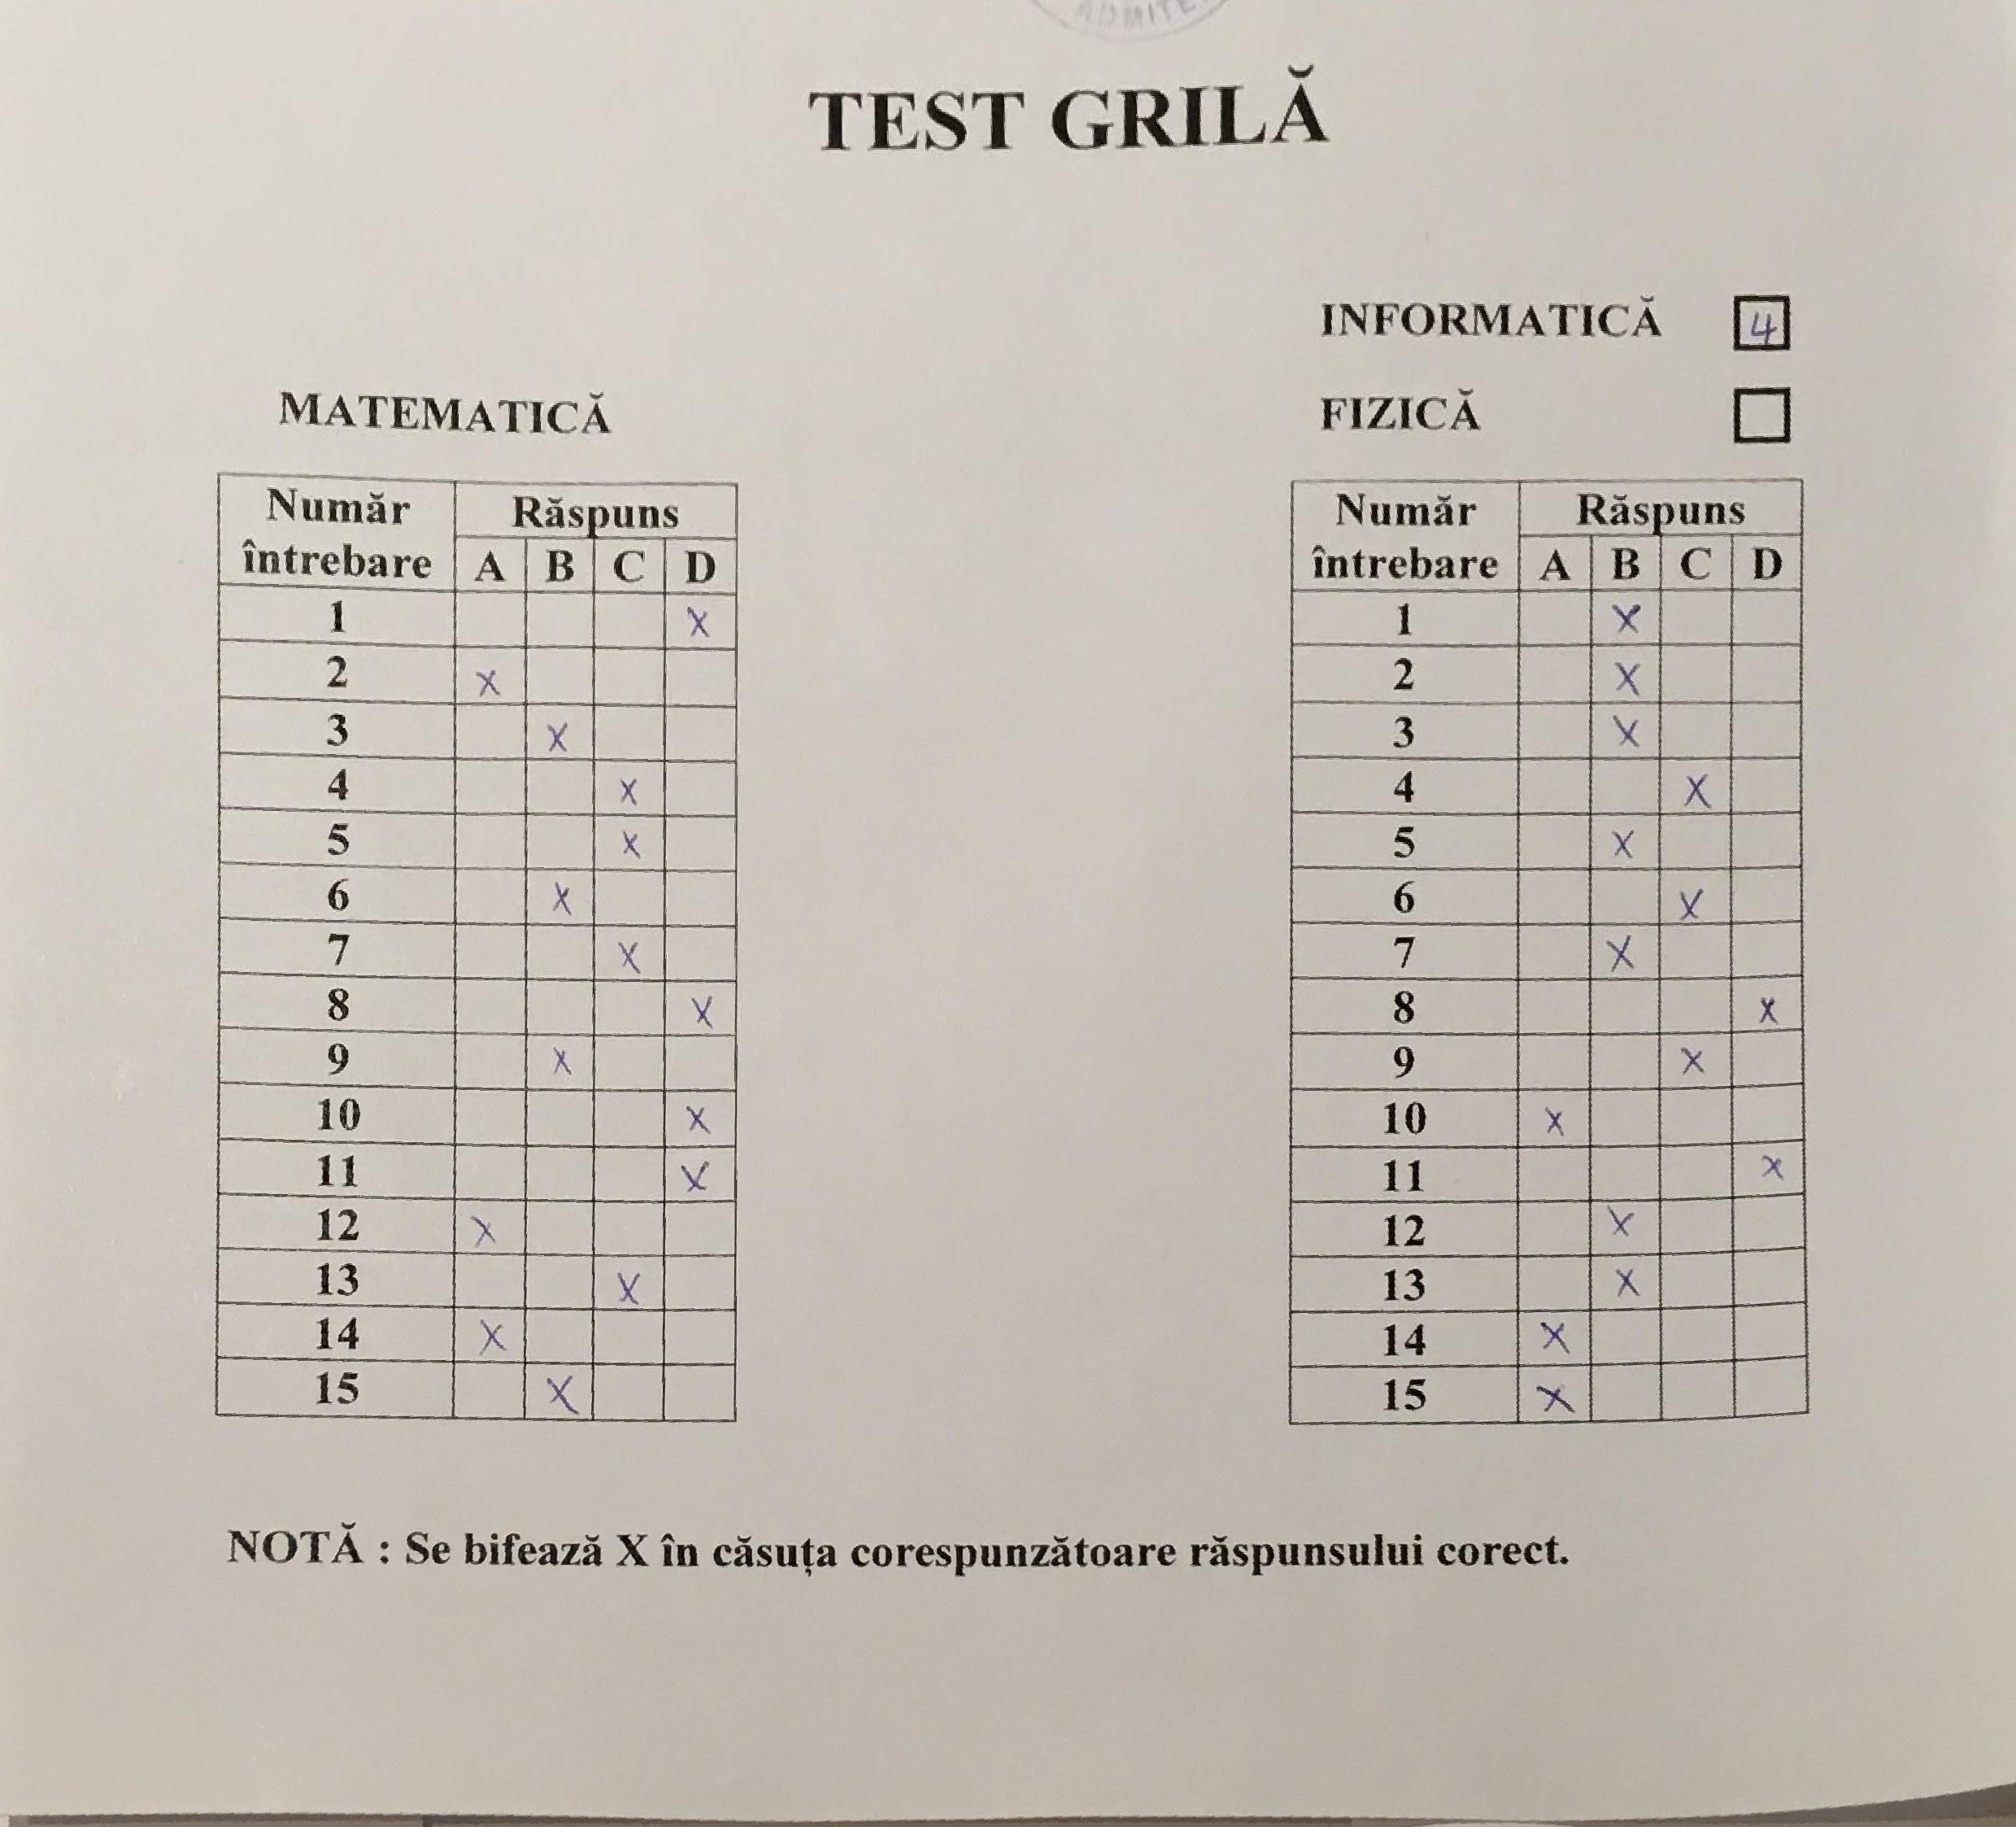 ADMITE
TEST GRILĂ
INFORMATICĂ 4
MATEMATICĂ
FIZICĂ
Număr întrebare Răspuns
A B C D
1 X
2 X
3 X
4 X
5 X
6 X
7 X
8 X
9 X
10 X
11 X
12 X
13 X
14 X
15 X
Număr întrebare Răspuns
A B C D
1 X
2 X
3 X
4 X
5 X
6 X
7 X
8 X
9 X
10 X
11 X
12 X
13 X
14 X
15 X
NOTĂ : Se bifează X în căsuța corespunzătoare răspunsului corect.